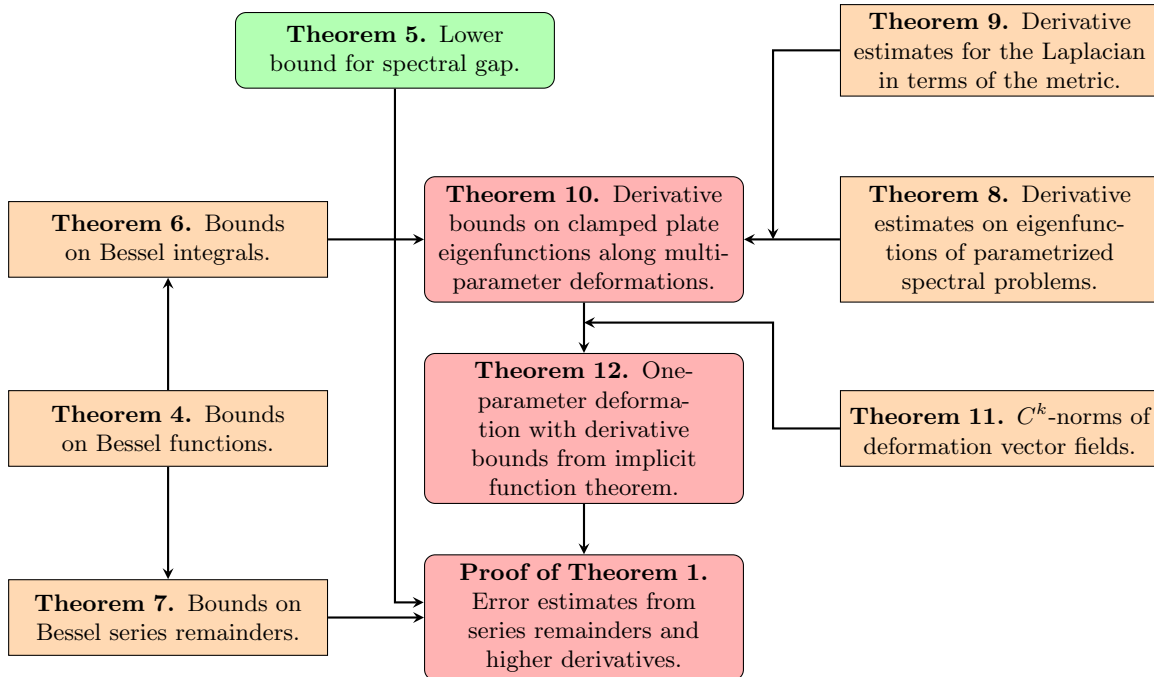 Theorem 5. Lower
bound for spectral gap.
Theorem 9. Derivative
estimates for the Laplacian
in terms of the metric.
Theorem 6. Bounds
on Bessel integrals.
Theorem 10. Derivative
bounds on clamped plate
eigenfunctions along multi-
parameter deformations.
Theorem 8. Derivative
estimates on eigenfunc-
tions of parametrized
spectral problems.
Theorem 4. Bounds
on Bessel functions.
Theorem 12. One-
parameter deforma-
tion with derivative
bounds from implicit
function theorem.
Theorem 11. C^k-norms of
deformation vector fields.
Theorem 7. Bounds on
Bessel series remainders.
Proof of Theorem 1.
Error estimates from
series remainders and
higher derivatives.